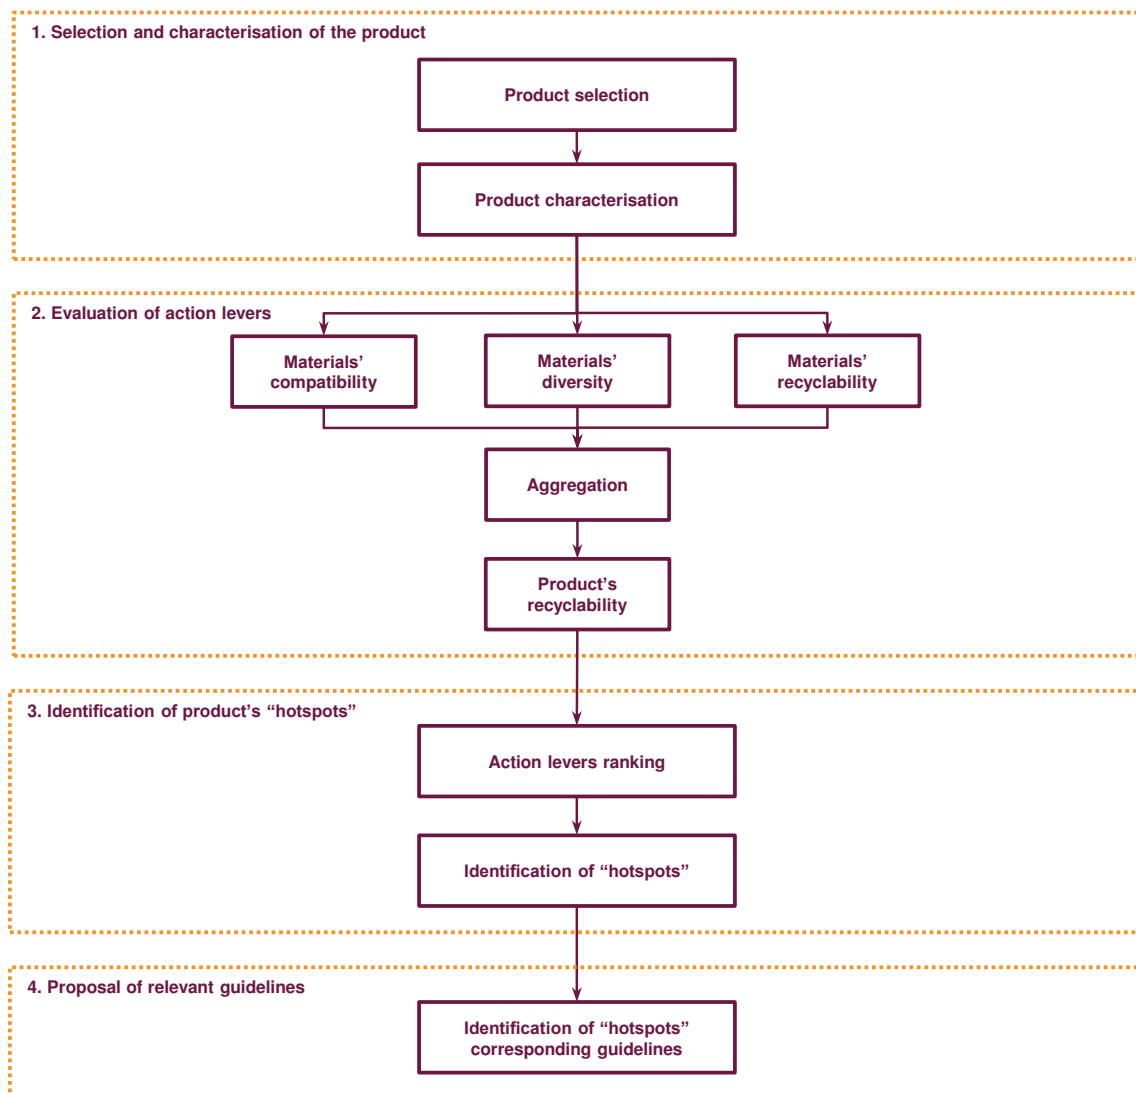 1. Selection and characterisation of the product
Product selection
Product characterisation
2. Evaluation of action levers
Materials’
compatibility
Materials’
diversity
Materials’
recyclability
Aggregation
Product’s
recyclability
3. Identification of product’s “hotspots”
Action levers ranking
Identification of “hotspots”
4. Proposal of relevant guidelines
Identification of “hotspots”
corresponding guidelines